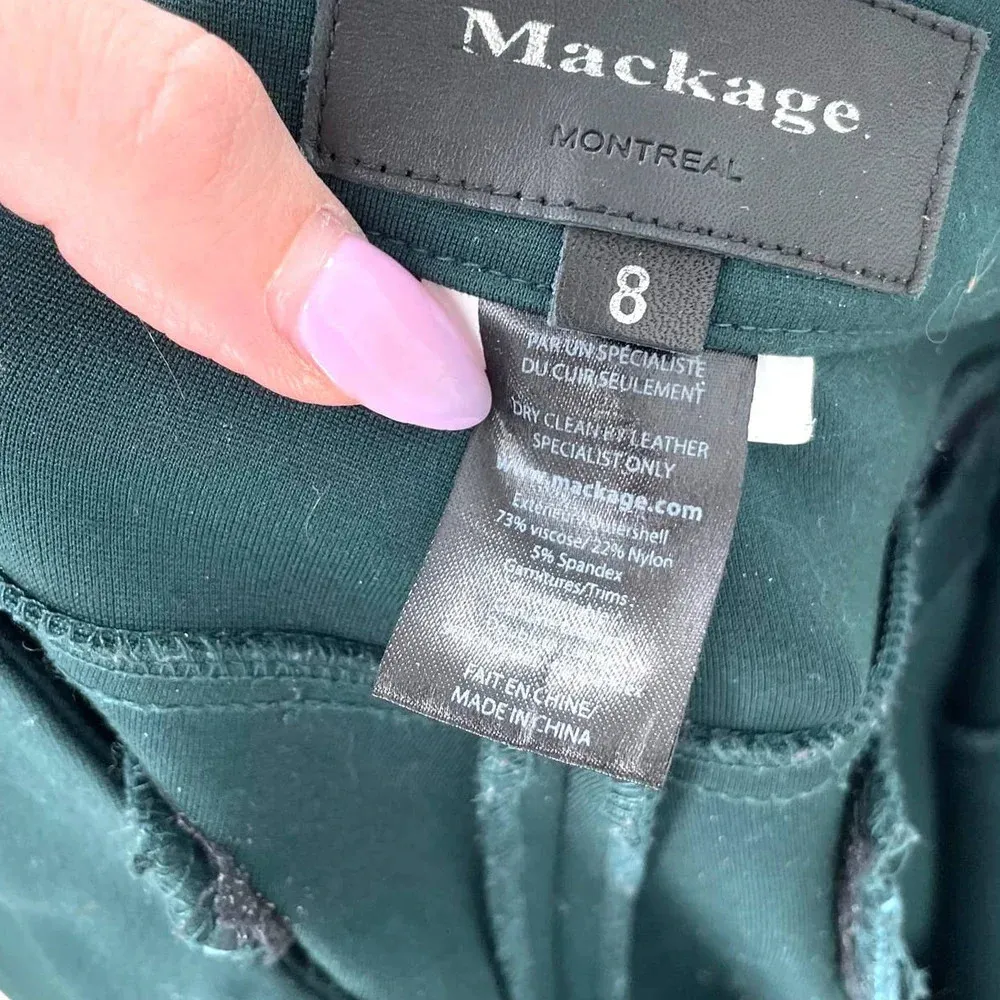 Mackage
MONTREAL
8
PAR UN SPÉCIALISTE
DU CUIR SEULEMENT
DRY CLEAN BY LEATHER
SPECIALIST ONLY
www.mackage.com
Exterieur/Outershell
73% viscose/ 22% Nylon
5% Spandex
Garnitures/Trims
FAIT EN CHINE/
MADE IN CHINA